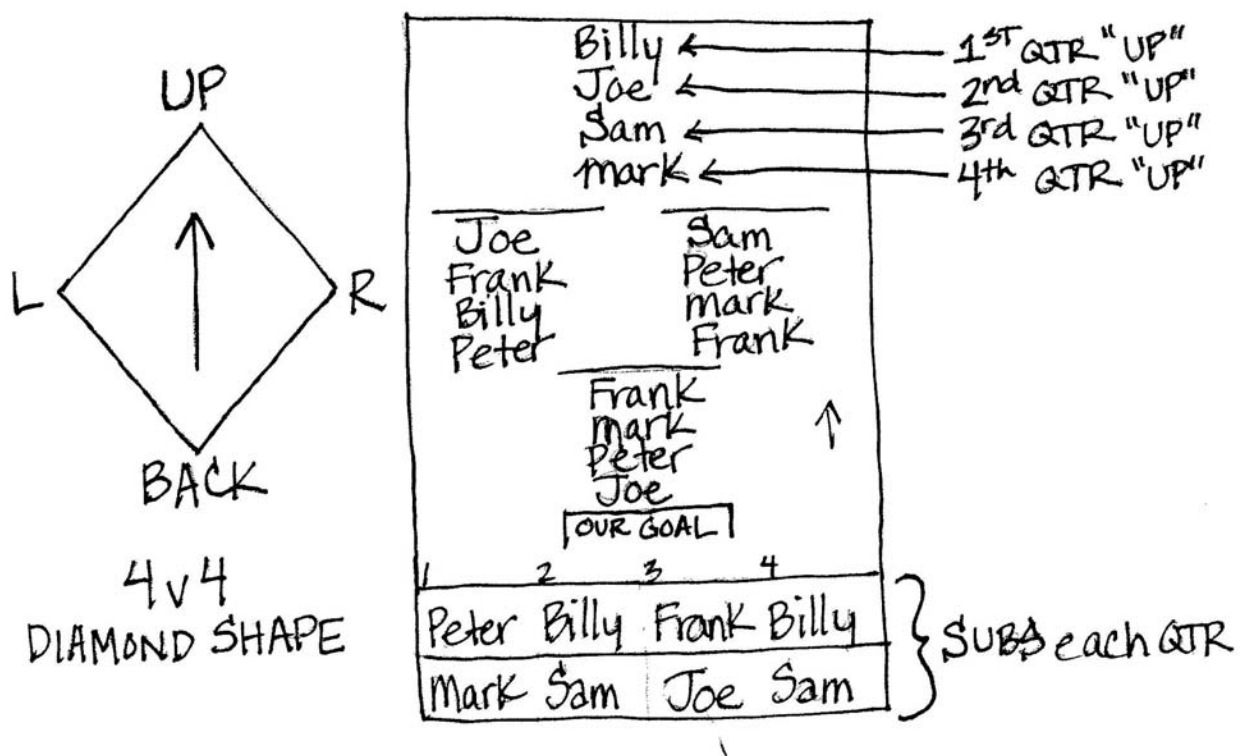 UP
L
R
BACK
4v4
DIAMOND SHAPE
Billy
Joe
Sam
mark
1ST QTR "UP"
2nd QTR "UP"
3rd QTR "UP"
4th QTR "UP"
Joe
Frank
Billy
Peter
Sam
Peter
mark
Frank
Frank
mark
Peter
Joe
OUR GOAL
1 2 3 4
Peter Billy Frank Billy
Mark Sam Joe Sam
SUBS each QTR